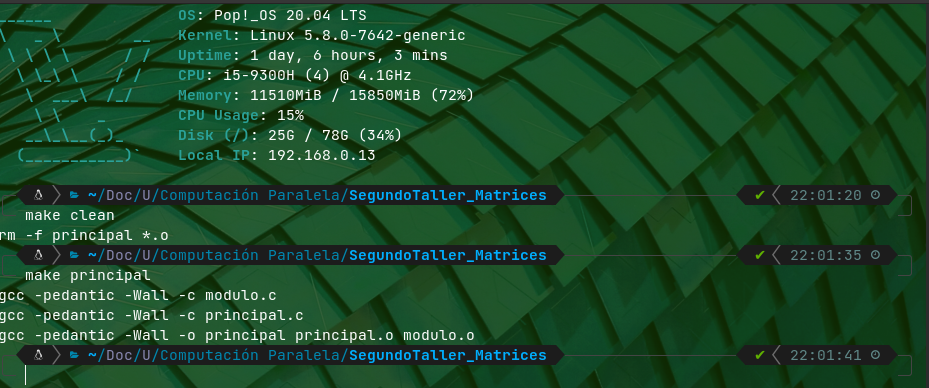 OS: Pop!_OS 20.04 LTS
Kernel: Linux 5.8.0-7642-generic
Uptime: 1 day, 6 hours, 3 mins
CPU: i5-9300H (4) @ 4.1GHz
Memory: 11510MiB / 15850MiB (72%)
CPU Usage: 15%
Disk (/): 25G / 78G (34%)
Local IP: 192.168.0.13
~/Doc/U/Computación Paralela/SegundoTaller_Matrices ✔ 22:01:20
make clean
rm -f principal *.o
~/Doc/U/Computación Paralela/SegundoTaller_Matrices ✔ 22:01:35
make principal
gcc -pedantic -Wall -c modulo.c
gcc -pedantic -Wall -c principal.c
gcc -pedantic -Wall -o principal principal.o modulo.o
~/Doc/U/Computación Paralela/SegundoTaller_Matrices ✔ 22:01:41